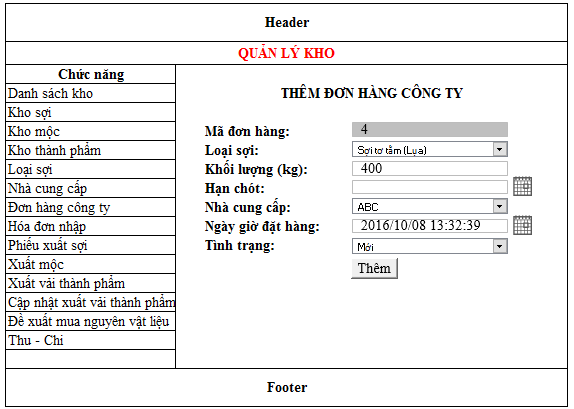 Header
QUẢN LÝ KHO
Chức năng
Danh sách kho
Kho sợi
Kho mộc
Kho thành phẩm
Loại sợi
Nhà cung cấp
Đơn hàng công ty
Hóa đơn nhập
Phiếu xuất sợi
Xuất mộc
Xuất vải thành phẩm
Cập nhật xuất vải thành phẩm
Đề xuất mua nguyên vật liệu
Thu - Chi
THÊM ĐƠN HÀNG CÔNG TY
Mã đơn hàng: 4
Loại sợi: Sợi tơ tằm (Lụa)
Khối lượng (kg): 400
Hạn chót:
Nhà cung cấp: ABC
Ngày giờ đặt hàng: 2016/10/08 13:32:39
Tình trạng: Mới
Thêm
Footer